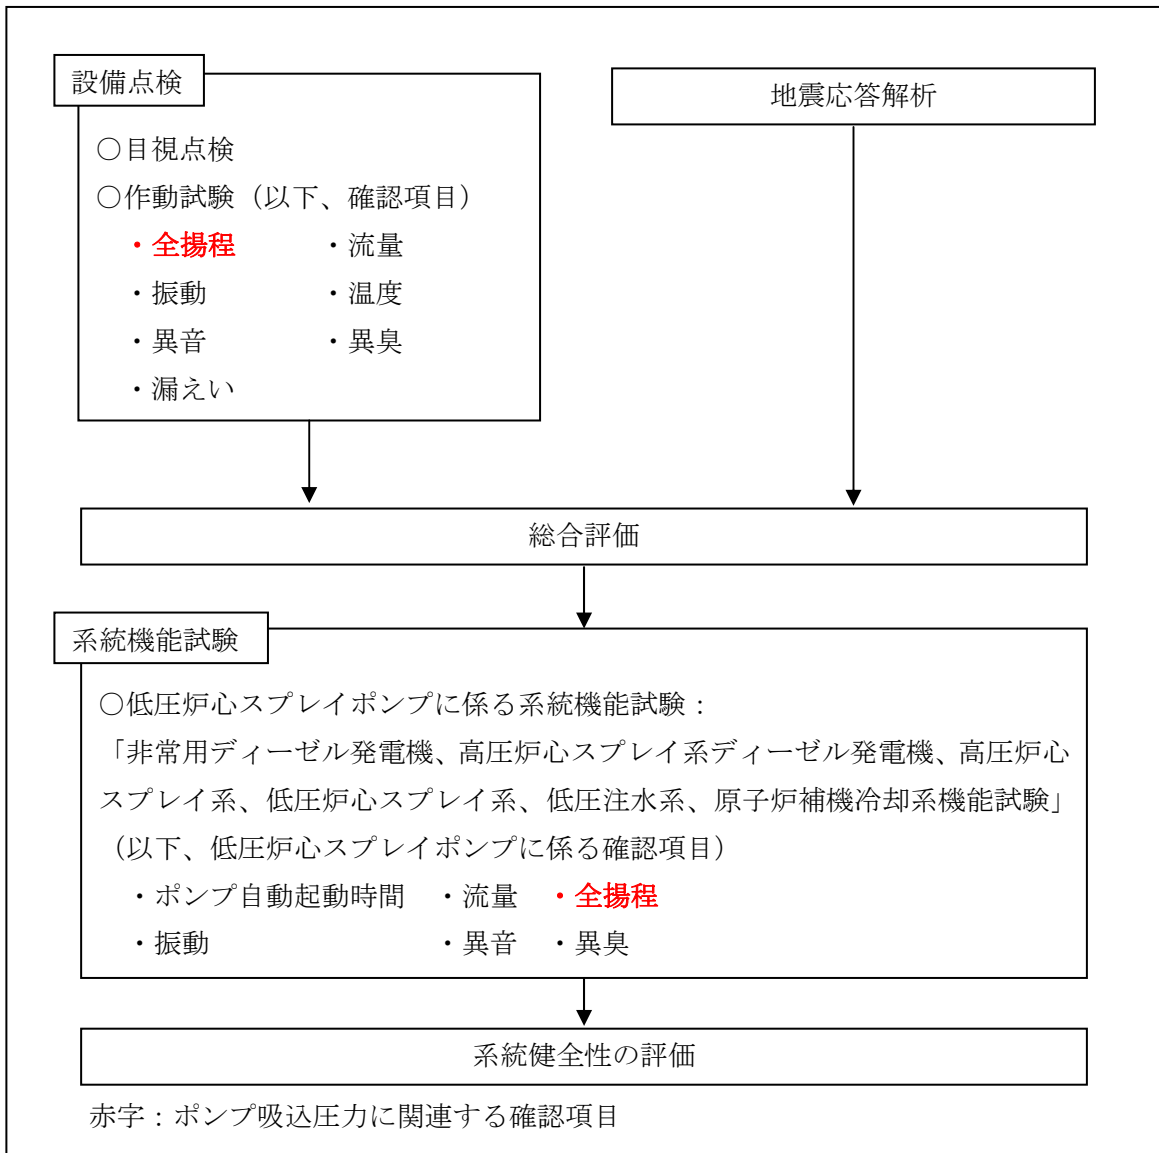 設備点検
○目視点検
○作動試験（以下、確認項目）
・全揚程 ・流量
・振動 ・温度
・異音 ・異臭
・漏えい
地震応答解析
総合評価
系統機能試験
○低圧炉心スプレイポンプに係る系統機能試験：
「非常用ディーゼル発電機、高圧炉心スプレイ系ディーゼル発電機、高圧炉心
スプレイ系、低圧炉心スプレイ系、低圧注水系、原子炉補機冷却系機能試験」
（以下、低圧炉心スプレイポンプに係る確認項目）
・ポンプ自動起動時間 ・流量 ・全揚程
・振動 ・異音 ・異臭
系統健全性の評価
赤字：ポンプ吸込圧力に関連する確認項目